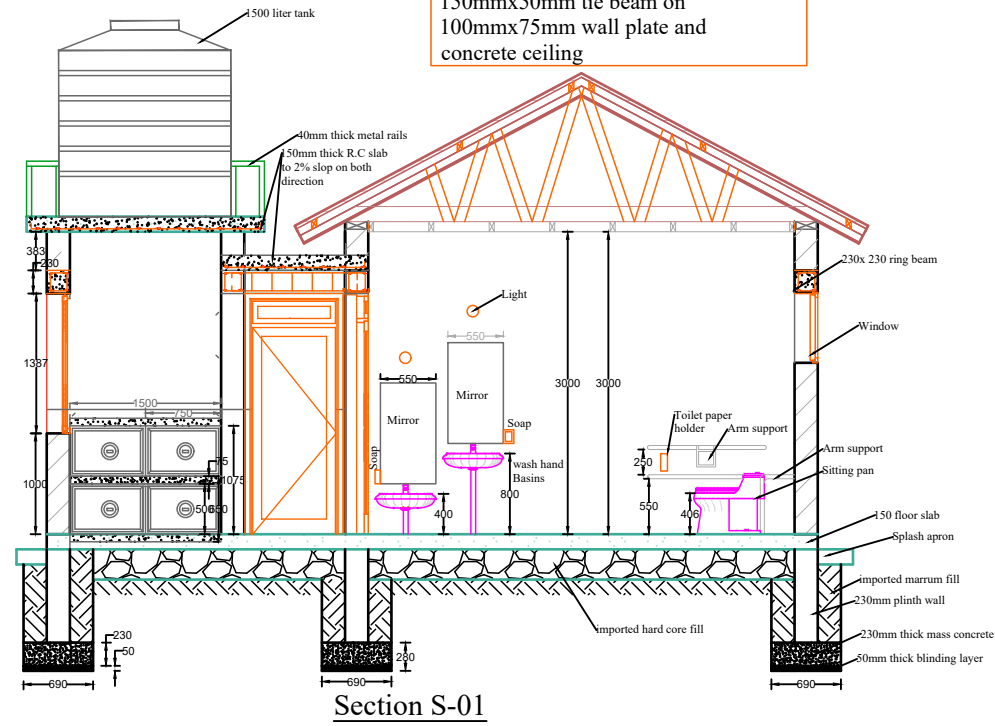 150mmx50mm tie beam on
100mmx75mm wall plate and
concrete ceiling
1500 liter tank
40mm thick metal rails
150mm thick R.C slab
to 2% slop on both
direction
383
230
1387
1000
1500
750
75
1075
506
650
Light
550
550
Mirror
Mirror
Soap
Soap
wash hand
Basins
800
400
3000
3000
230x 230 ring beam
Window
Toilet paper
holder
Arm support
Arm support
Sitting pan
250
550
406
150 floor slab
Splash apron
imported marrum fill
230mm plinth wall
230mm thick mass concrete
50mm thick blinding layer
imported hard core fill
230
50
280
690
690
690
Section S-01